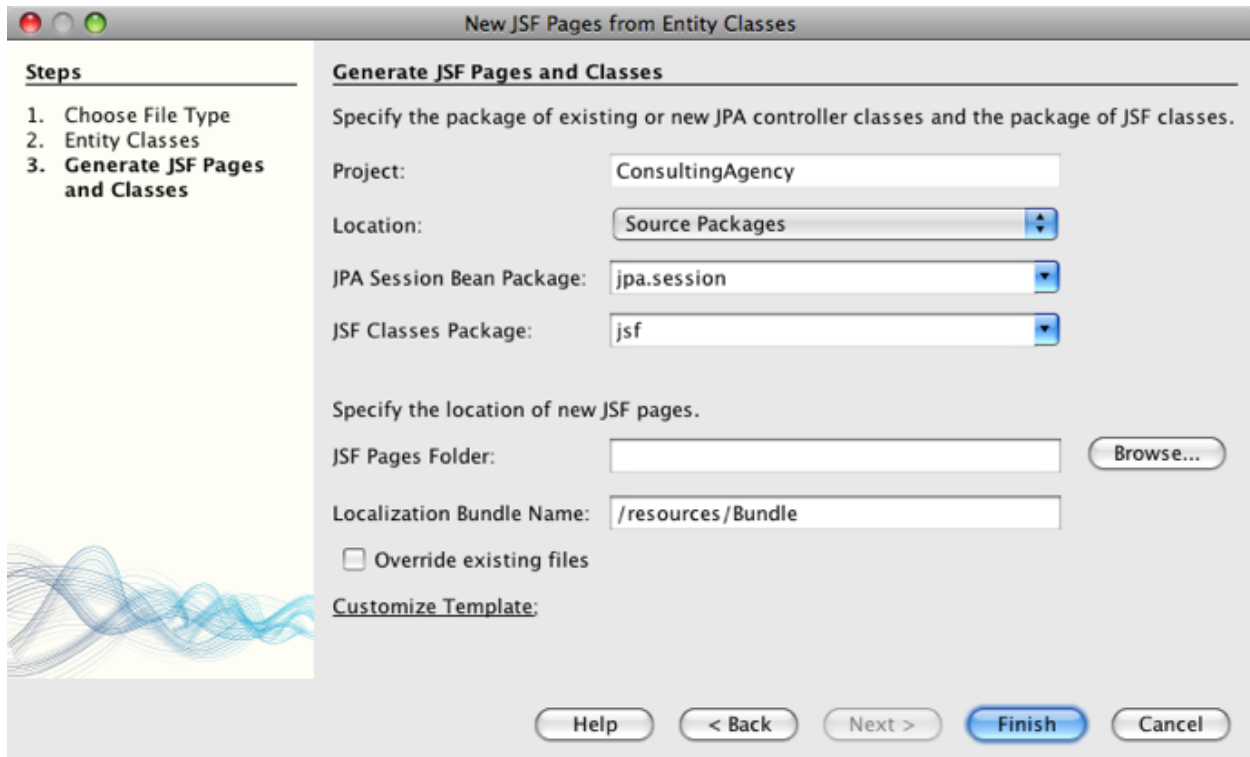 New JSF Pages from Entity Classes
Steps
1. Choose File Type
2. Entity Classes
3. Generate JSF Pages
and Classes
Generate JSF Pages and Classes
Specify the package of existing or new JPA controller classes and the package of JSF classes.
Project: ConsultingAgency
Location: Source Packages
JPA Session Bean Package: jpa.session
JSF Classes Package: jsf
Specify the location of new JSF pages.
JSF Pages Folder: Browse...
Localization Bundle Name: /resources/Bundle
Override existing files
Customize Template:
Help < Back Next > Finish Cancel